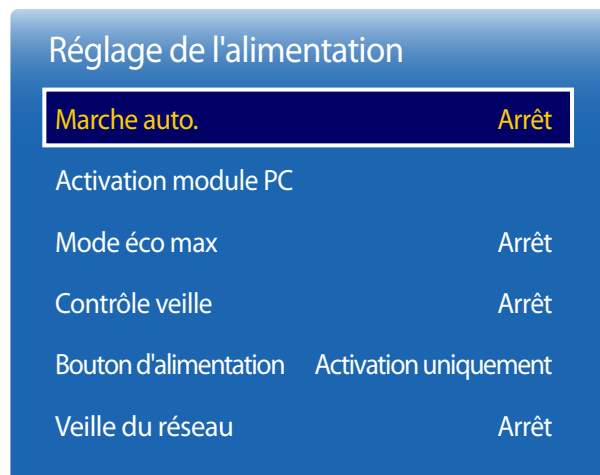 Réglage de l'alimentation
Marche auto. Arrêt
Activation module PC
Mode éco max Arrêt
Contrôle veille Arrêt
Bouton d'alimentation Activation uniquement
Veille du réseau Arrêt